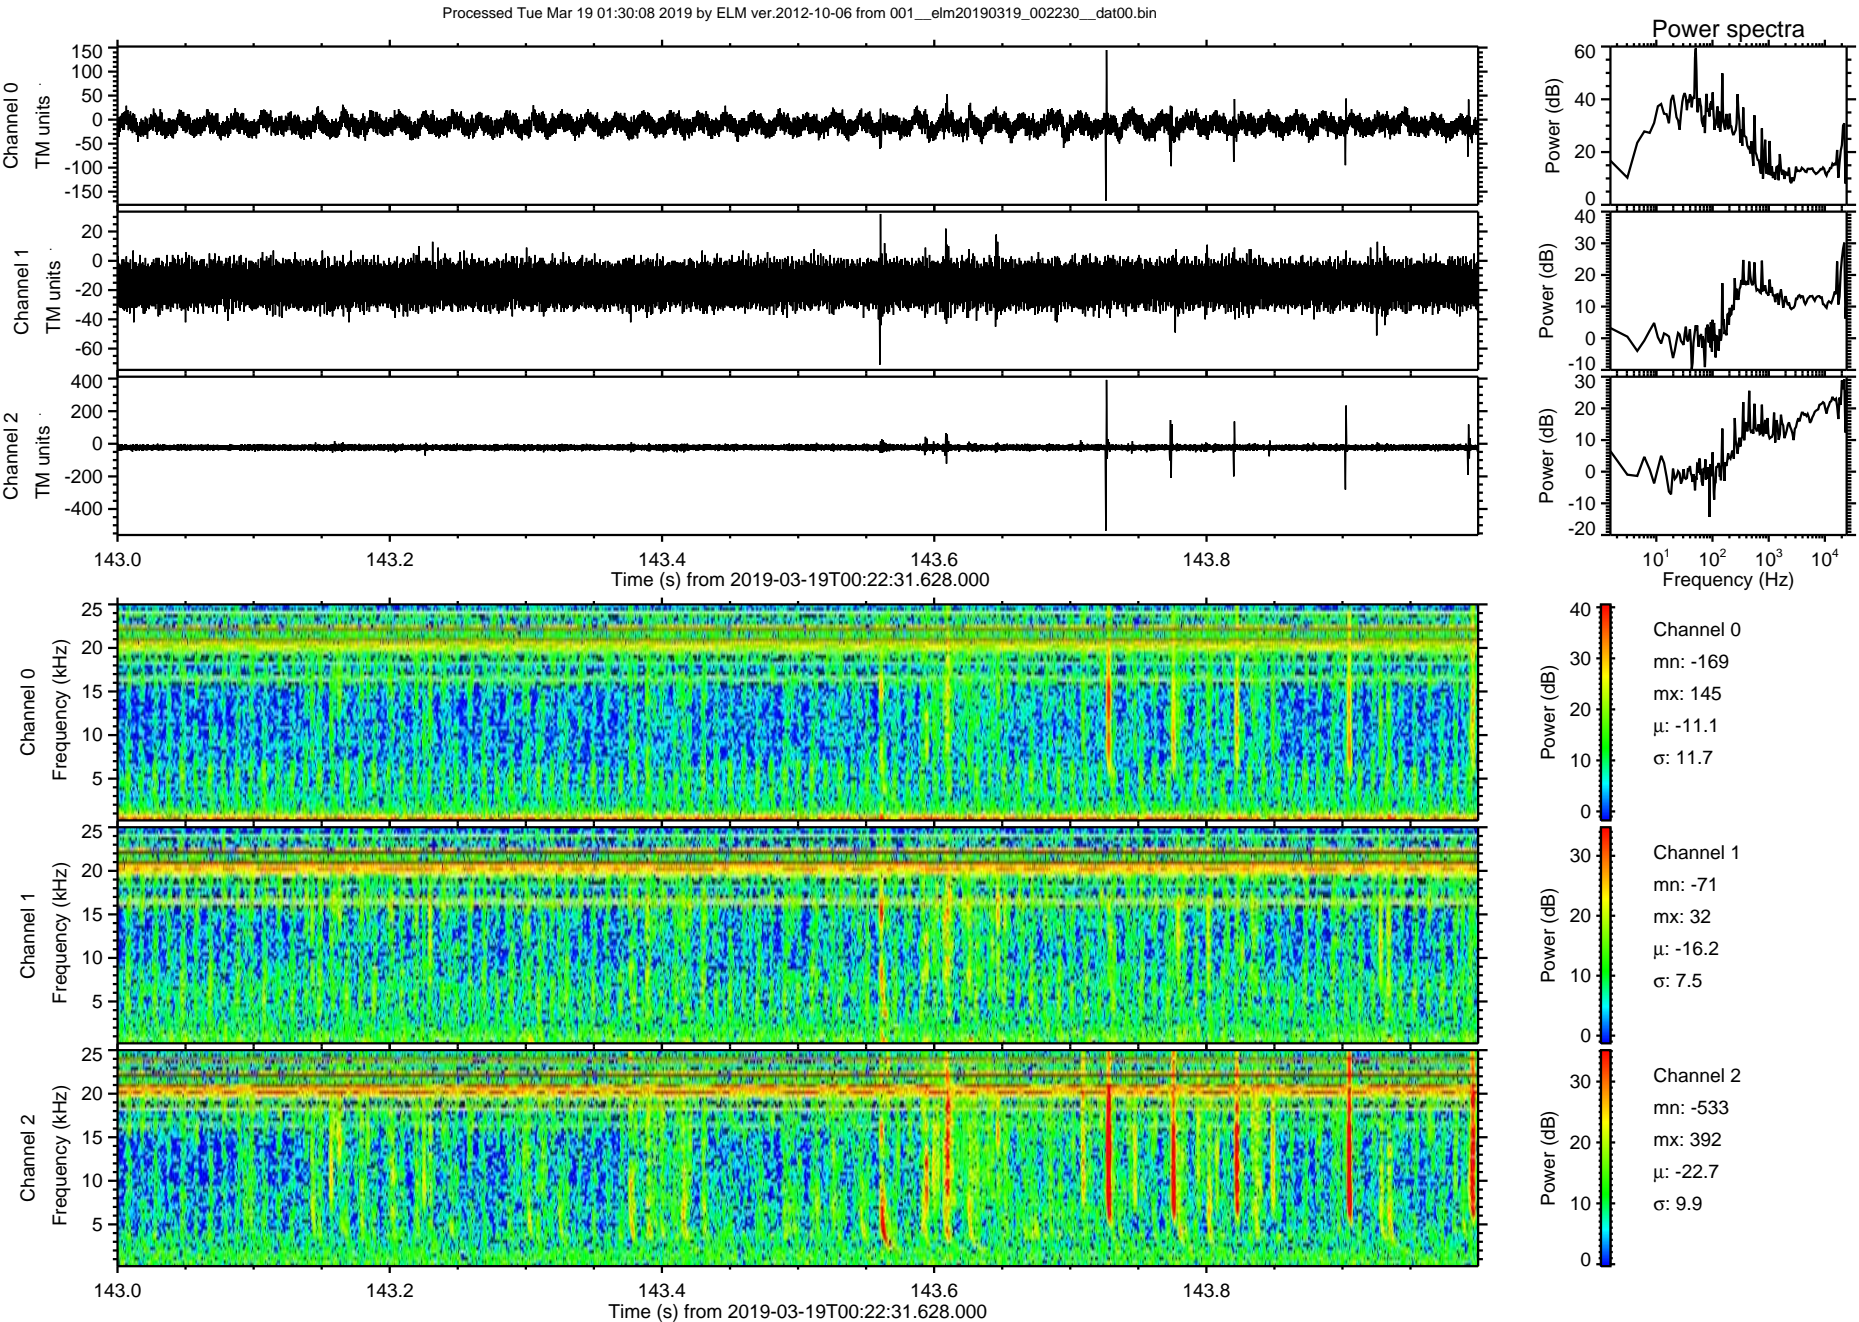 Processed Tue Mar 19 01:30:08 2019 by ELM ver.2012-10-06 from 001__elm20190319_002230__dat00.bin
Power spectra
Channel 0
TM units
150
100
50
0
-50
-100
-150
Power (dB)
60
40
20
0
Channel 1
TM units
20
0
-20
-40
-60
Power (dB)
40
30
20
10
0
-10
Channel 2
TM units
400
200
0
-200
-400
Power (dB)
30
20
10
0
-10
-20
143.0 143.2 143.4 143.6 143.8
Time (s) from 2019-03-19T00:22:31.628.000
10¹ 10² 10³ 10⁴
Frequency (Hz)
Channel 0
Frequency (kHz)
25
20
15
10
5
Power (dB)
40
30
20
10
0
Channel 0
mn: -169
mx: 145
μ: -11.1
σ: 11.7
Channel 1
Frequency (kHz)
25
20
15
10
5
Power (dB)
30
20
10
0
Channel 1
mn: -71
mx: 32
μ: -16.2
σ: 7.5
Channel 2
Frequency (kHz)
25
20
15
10
5
Power (dB)
30
20
10
0
Channel 2
mn: -533
mx: 392
μ: -22.7
σ: 9.9
143.0 143.2 143.4 143.6 143.8
Time (s) from 2019-03-19T00:22:31.628.000